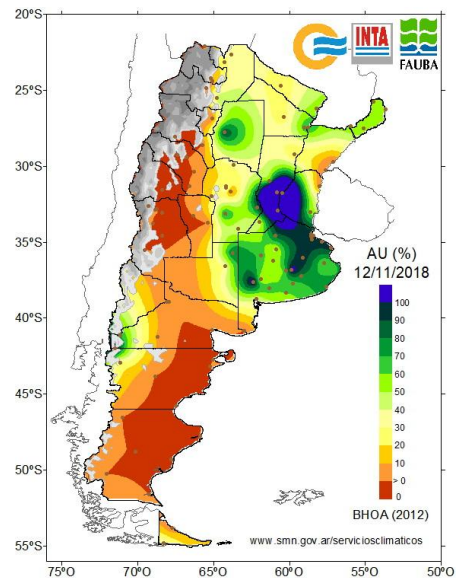 20°S
25°S
30°S
35°S
40°S
45°S
50°S
55°S
75°O
70°O
65°O
60°O
55°O
50°O
INTA
FAUBA
AU (%)
12/11/2018
100
90
80
70
60
50
40
30
20
10
> 0
0
BHOA (2012)
www.smn.gov.ar/serviciosclimaticos